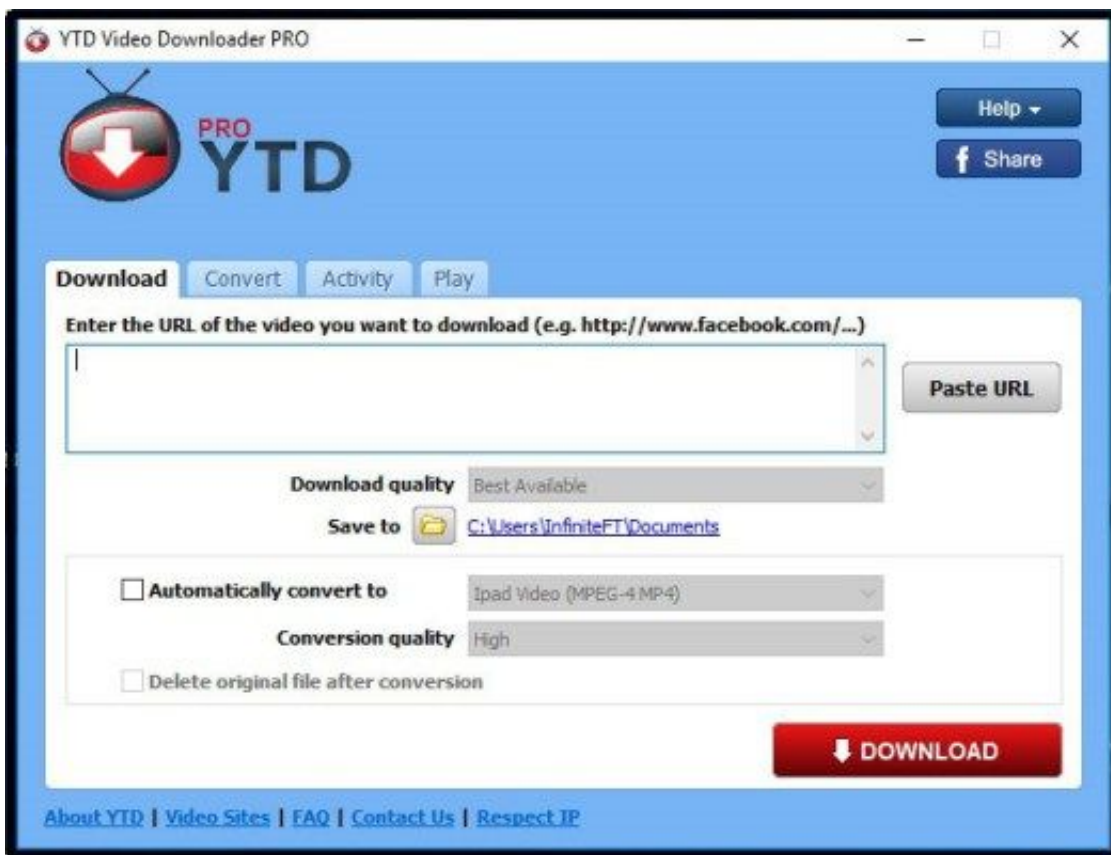 YTD Video Downloader PRO
PRO
YTD
Help
f Share
Download Convert Activity Play
Enter the URL of the video you want to download (e.g. http://www.facebook.com/...)
Paste URL
Download quality Best Available
Save to C:\Users\InfiniteFT\Documents
Automatically convert to Ipad Video (MPEG-4 MP4)
Conversion quality High
Delete original file after conversion
DOWNLOAD
About YTD | Video Sites | FAQ | Contact Us | Respect IP